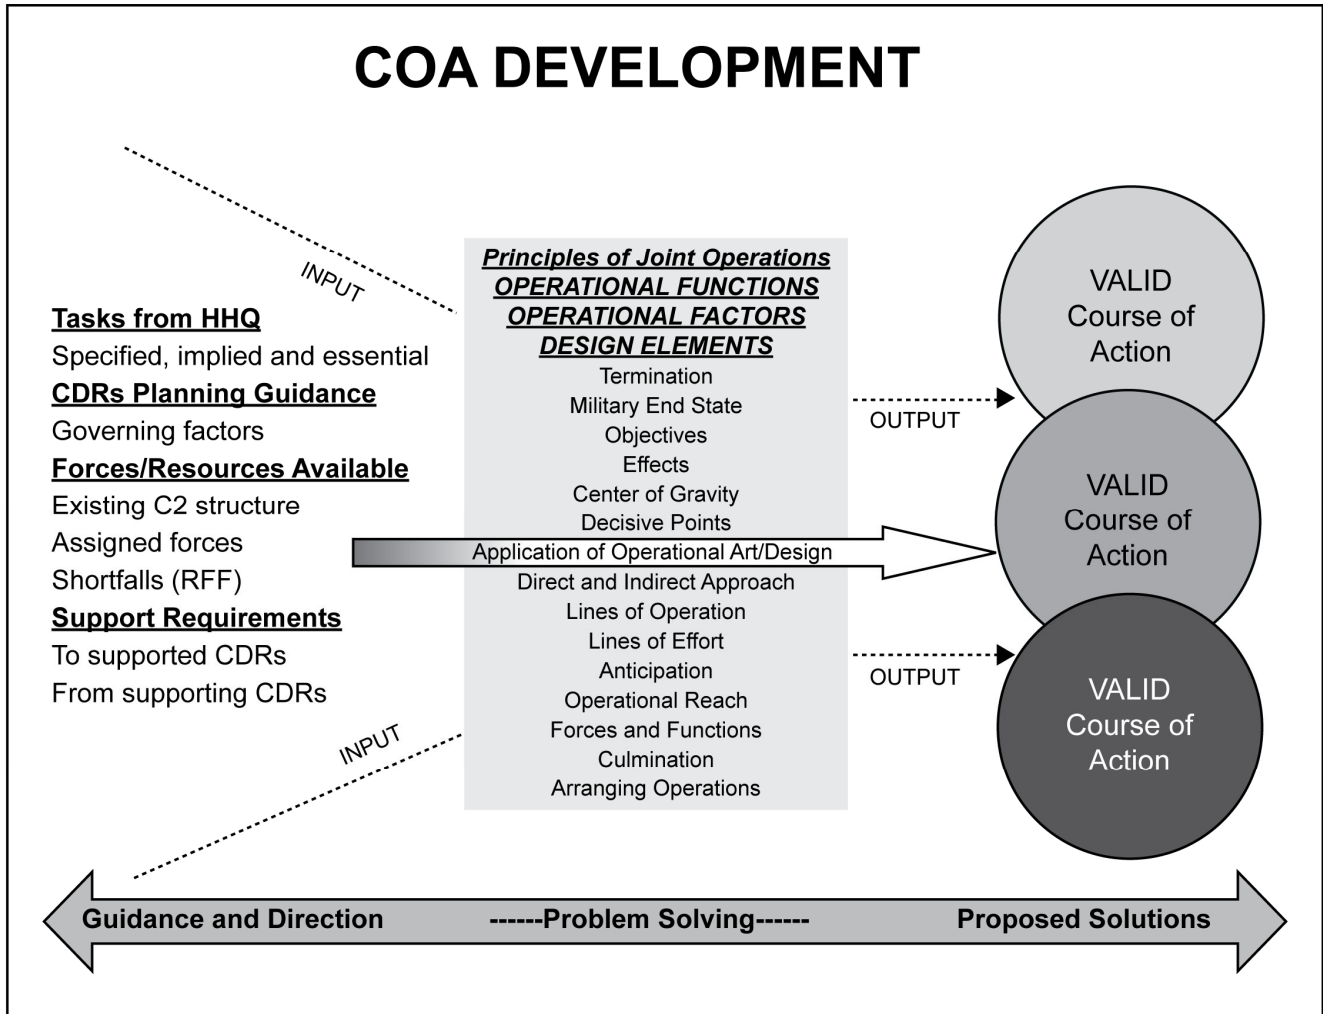 COA DEVELOPMENT
INPUT
Tasks from HHQ
Specified, implied and essential
CDRs Planning Guidance
Governing factors
Forces/Resources Available
Existing C2 structure
Assigned forces
Shortfalls (RFF)
Support Requirements
To supported CDRs
From supporting CDRs
INPUT
Principles of Joint Operations
OPERATIONAL FUNCTIONS
OPERATIONAL FACTORS
DESIGN ELEMENTS
Termination
Military End State
Objectives
Effects
Center of Gravity
Decisive Points
Application of Operational Art/Design
Direct and Indirect Approach
Lines of Operation
Lines of Effort
Anticipation
Operational Reach
Forces and Functions
Culmination
Arranging Operations
OUTPUT
OUTPUT
VALID
Course of
Action
VALID
Course of
Action
VALID
Course of
Action
Guidance and Direction ------Problem Solving------ Proposed Solutions